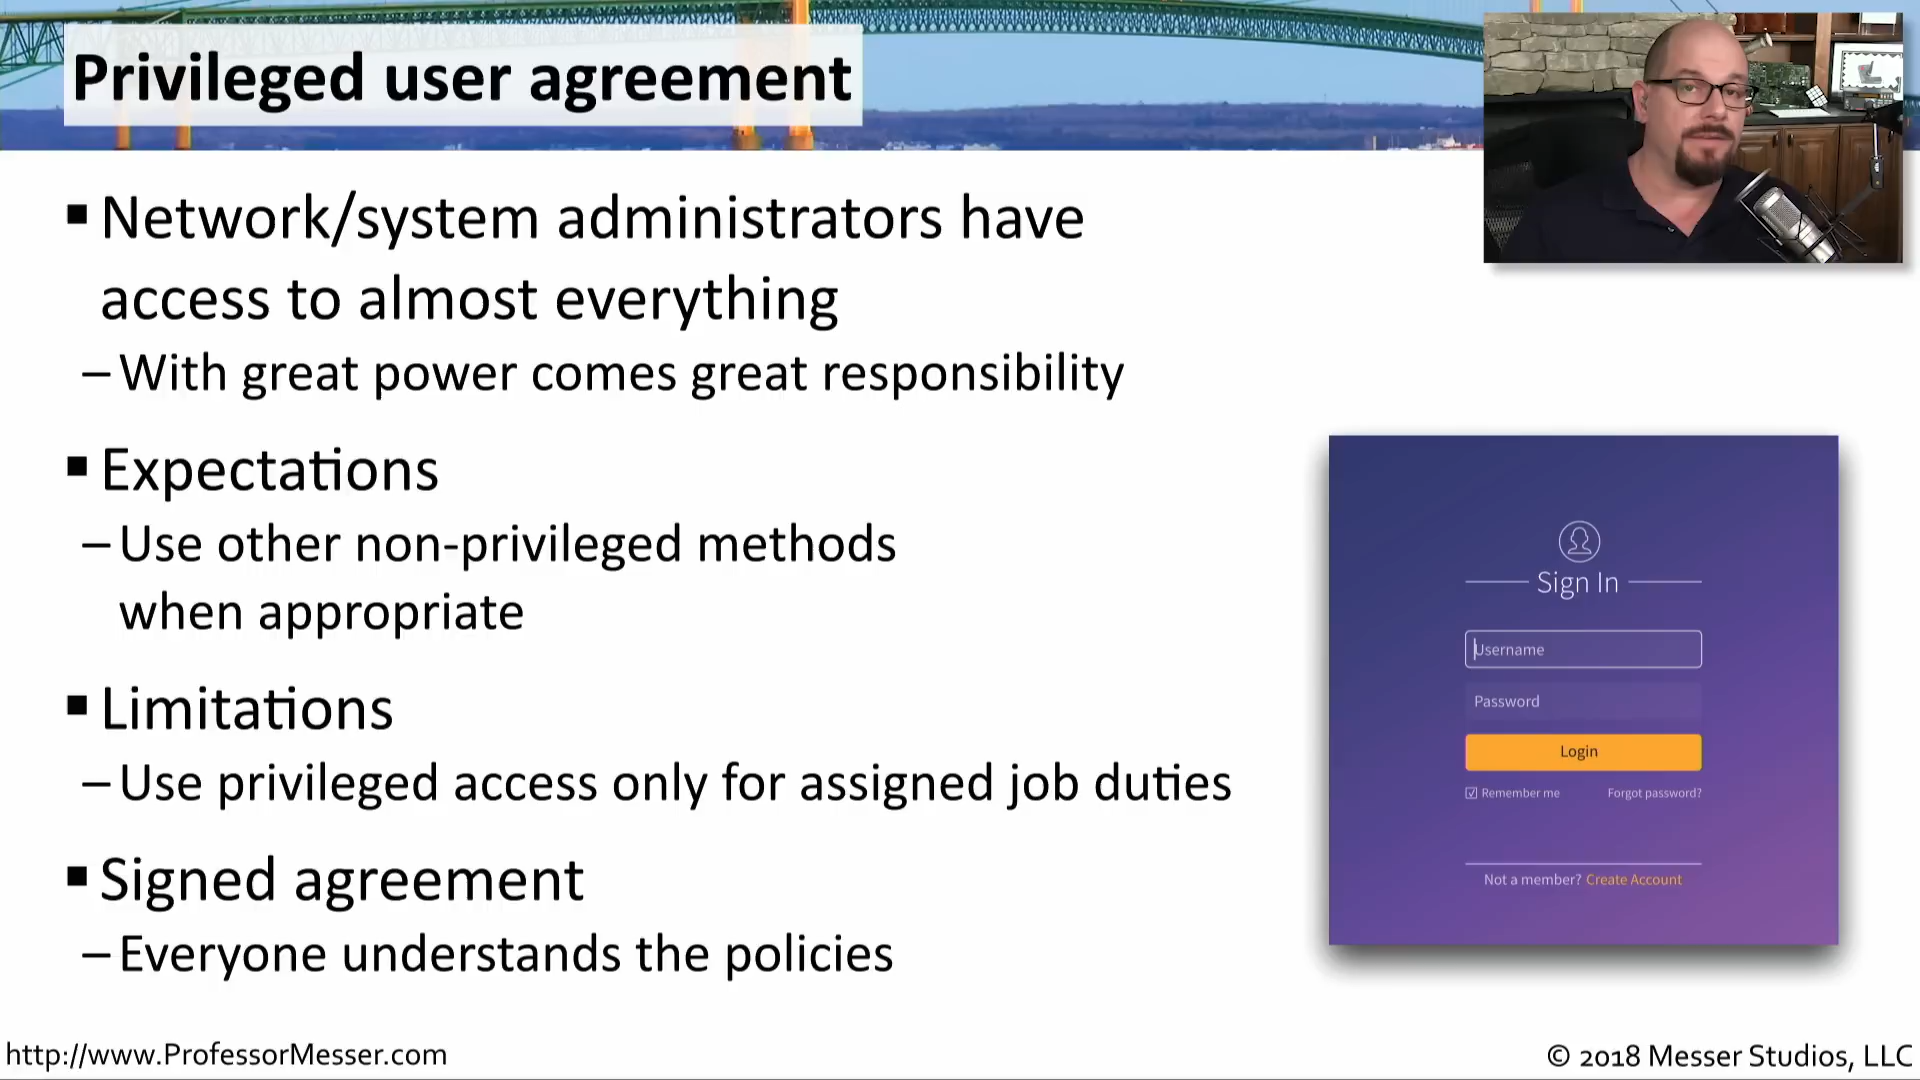 Privileged user agreement
▪ Network/system administrators have
access to almost everything
– With great power comes great responsibility
▪ Expectations
– Use other non-privileged methods
when appropriate
▪ Limitations
– Use privileged access only for assigned job duties
▪ Signed agreement
– Everyone understands the policies
Sign In
Username
Password
Login
Remember me Forgot password?
Not a member? Create Account
http://www.ProfessorMesser.com
© 2018 Messer Studios, LLC